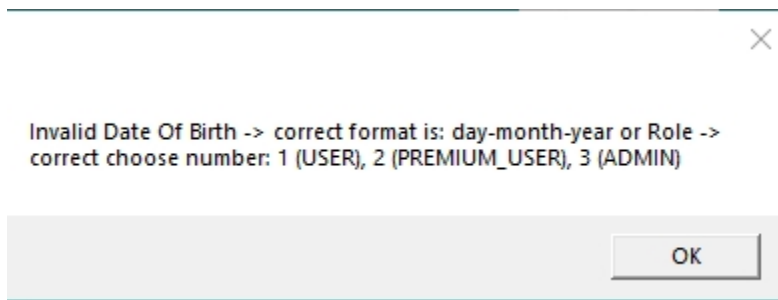 Invalid Date Of Birth -> correct format is: day-month-year or Role ->
correct choose number: 1 (USER), 2 (PREMIUM_USER), 3 (ADMIN)
OK